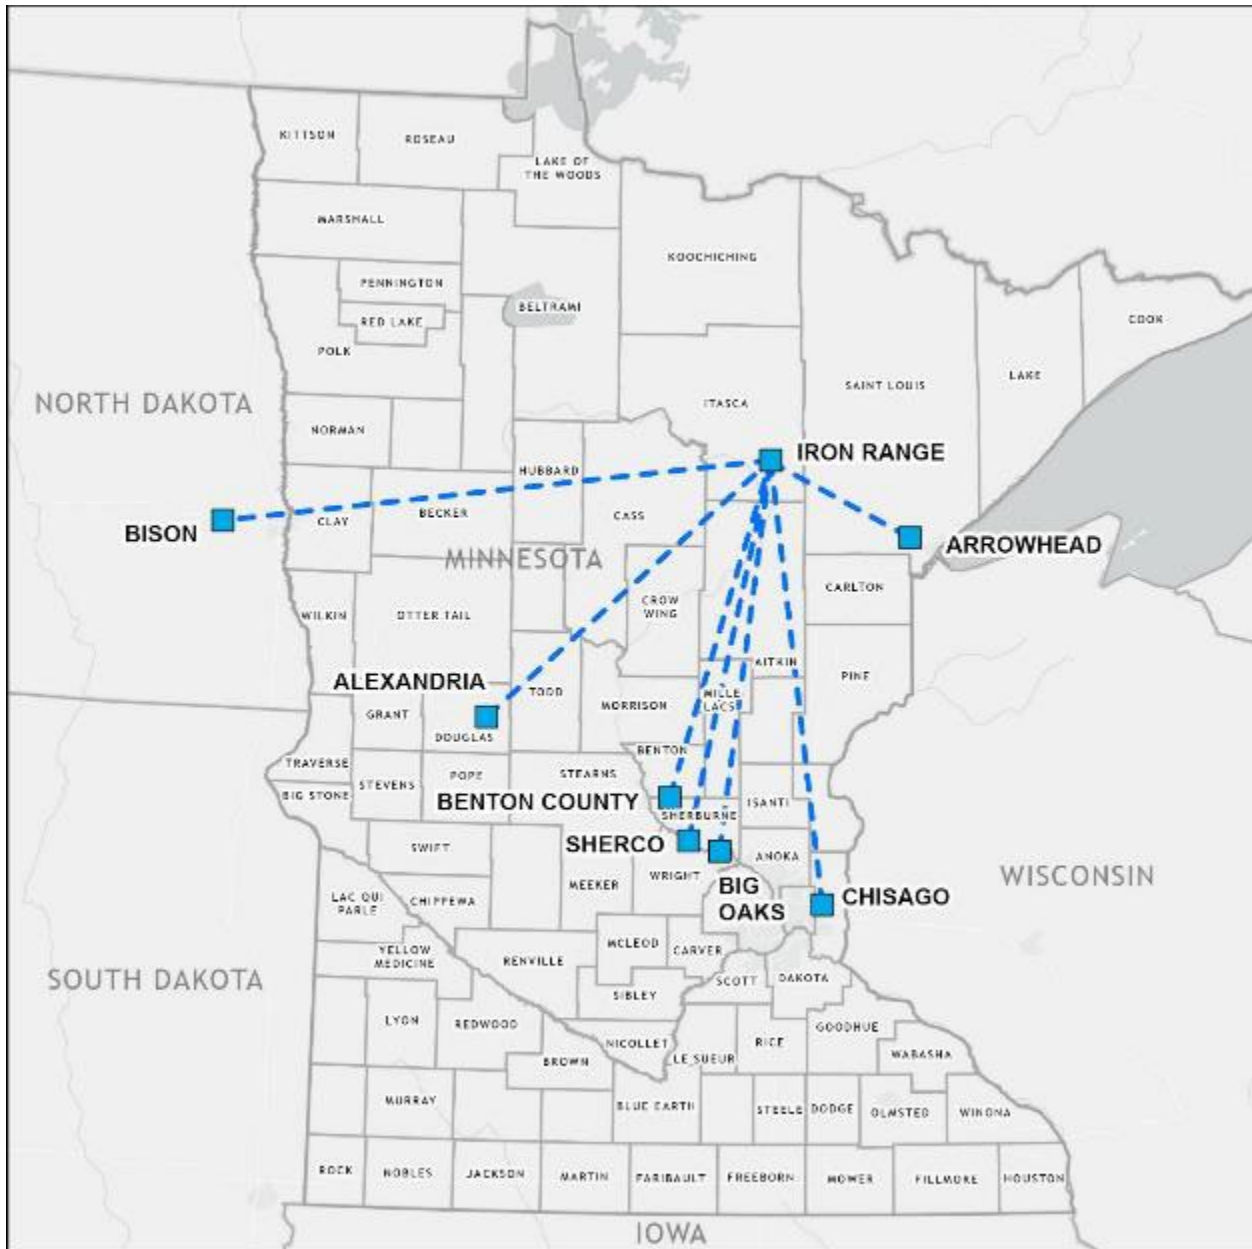 KITTSON
ROSEAU
LAKE OF
THE WOODS
MARSHALL
KOOCHICHING
PENNINGTON
BELTRAMI
RED LAKE
COOK
POLK
LAKE
SAINT LOUIS
NORTH DAKOTA
ITASCA
NORMAN
IRON RANGE
HUBBARD
BECKER
CLAY
CASS
BISON
ARROWHEAD
MINNESOTA
CARLTON
CROW
WING
WILKIN
OTTER TAIL
AITKIN
PINE
ALEXANDRIA
TODD
MILLE
LACS
MORRISON
GRANT
DOUGLAS
BENTON
TRAVERSE
STEVENS
POPE
STEARNS
BIG STONE
BENTON COUNTY
ISANTI
SHERBURNE
SHERCO
SWIFT
ANOKA
WRIGHT
WISCONSIN
MEEKER
BIG
OAKS
CHISAGO
LAC QUI
PARLE
CHIPPEWA
MCLEOD
CARVER
YELLOW
MEDICINE
RENVILLE
SOUTH DAKOTA
SCOTT
DAKOTA
SIBLEY
LYON
REDWOOD
GOODHUE
NICOLLET
RICE
LE SUEUR
WABASHA
BROWN
MURRAY
BLUE EARTH
STEELE
DODGE
OLMSTED
WINONA
ROCK
NOBLES
JACKSON
MARTIN
FARIBAULT
FREEBORN
MOWER
FILLMORE
HOUSTON
IOWA